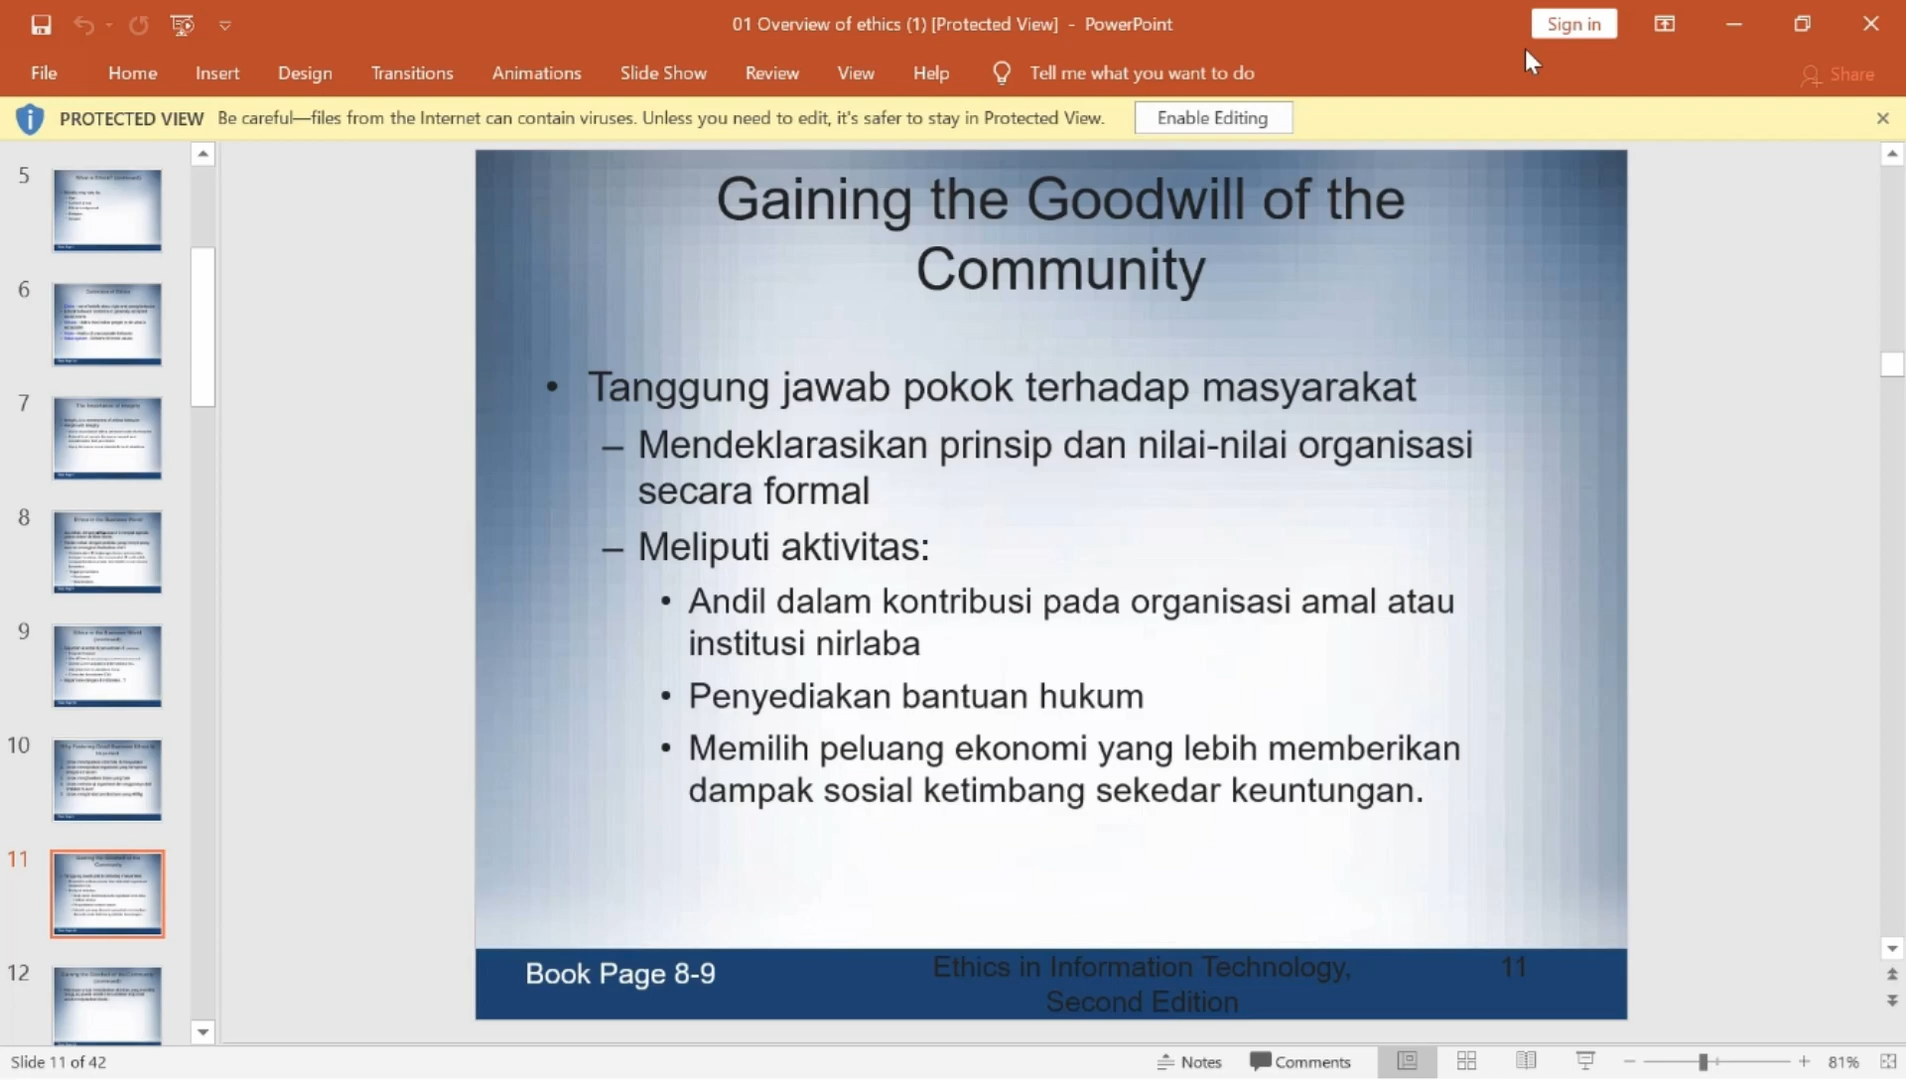 01 Overview of ethics (1) [Protected View] - PowerPoint
Sign in
File Home Insert Design Transitions Animations Slide Show Review View Help Tell me what you want to do Share
PROTECTED VIEW Be careful—files from the Internet can contain viruses. Unless you need to edit, it's safer to stay in Protected View. Enable Editing
5
6
7
8
9
10
11
12
Gaining the Goodwill of the
Community
• Tanggung jawab pokok terhadap masyarakat
– Mendeklarasikan prinsip dan nilai-nilai organisasi
secara formal
– Meliputi aktivitas:
• Andil dalam kontribusi pada organisasi amal atau
institusi nirlaba
• Penyediakan bantuan hukum
• Memilih peluang ekonomi yang lebih memberikan
dampak sosial ketimbang sekedar keuntungan.
Book Page 8-9
Ethics in Information Technology,
Second Edition
11
Slide 11 of 42
Notes Comments 81%